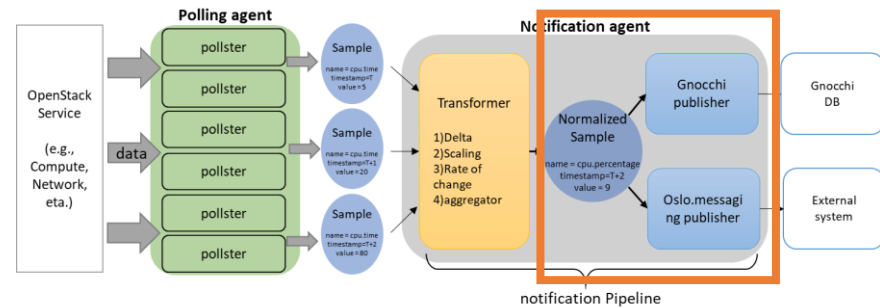 Polling agent
Notification agent
OpenStack
Service
(e.g.,
Compute,
Network,
eta.)
data
pollster
pollster
pollster
pollster
pollster
pollster
Sample
name = cpu.time
timestamp=T
value = 5
Sample
name = cpu.time
timestamp=T+1
value = 20
Sample
name = cpu.time
timestamp=T+2
value = 80
Transformer
1)Delta
2)Scaling
3)Rate of
change
4)aggregator
Normalized
Sample
name = cpu.percentage
timestamp=T+2
value = 9
Gnocchi
publisher
Oslo.messagi
ng publisher
Gnocchi
DB
External
system
notification Pipeline